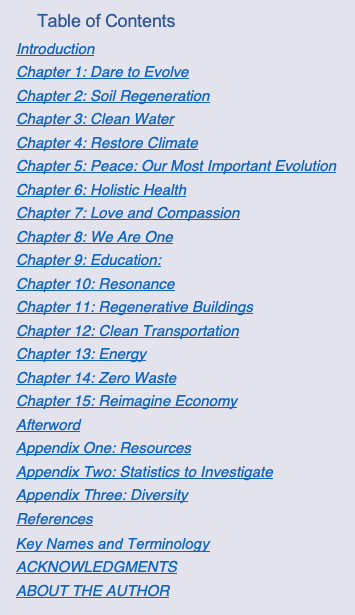 Table of Contents
Introduction
Chapter 1: Dare to Evolve
Chapter 2: Soil Regeneration
Chapter 3: Clean Water
Chapter 4: Restore Climate
Chapter 5: Peace: Our Most Important Evolution
Chapter 6: Holistic Health
Chapter 7: Love and Compassion
Chapter 8: We Are One
Chapter 9: Education:
Chapter 10: Resonance
Chapter 11: Regenerative Buildings
Chapter 12: Clean Transportation
Chapter 13: Energy
Chapter 14: Zero Waste
Chapter 15: Reimagine Economy
Afterword
Appendix One: Resources
Appendix Two: Statistics to Investigate
Appendix Three: Diversity
References
Key Names and Terminology
ACKNOWLEDGMENTS
ABOUT THE AUTHOR